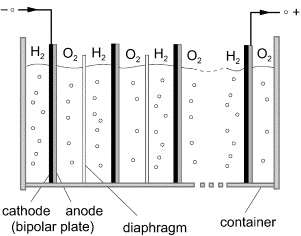 − +
H₂ O₂ H₂ O₂ H₂ O₂ H₂ O₂
cathode anode diaphragm container
(bipolar plate)